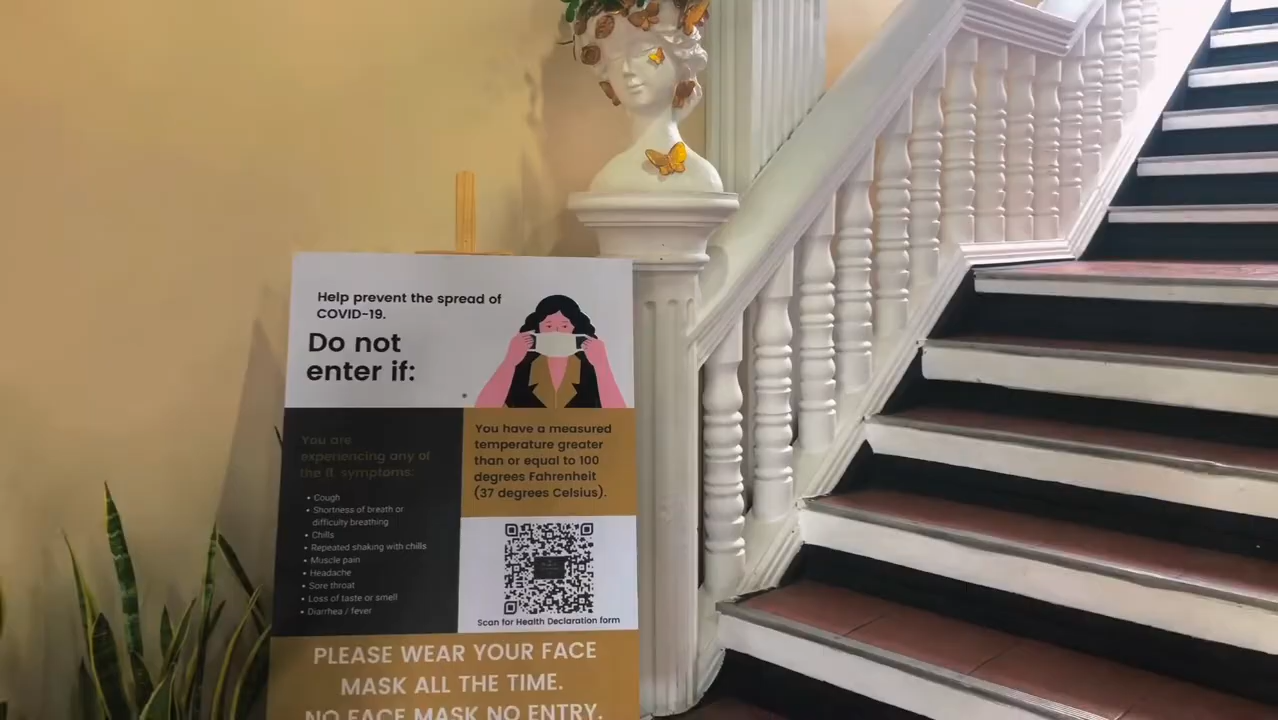 Help prevent the spread of
COVID-19.
Do not
enter if:
You are
experiencing any of
the ff. symptoms:
• Cough
• Shortness of breath or
difficulty breathing
• Chills
• Repeated shaking with chills
• Muscle pain
• Headache
• Sore throat
• Loss of taste or smell
• Diarrhea / fever
You have a measured
temperature greater
than or equal to 100
degrees Fahrenheit
(37 degrees Celsius).
Scan for Health Declaration form
PLEASE WEAR YOUR FACE
MASK ALL THE TIME.
NO FACE MASK NO ENTRY.